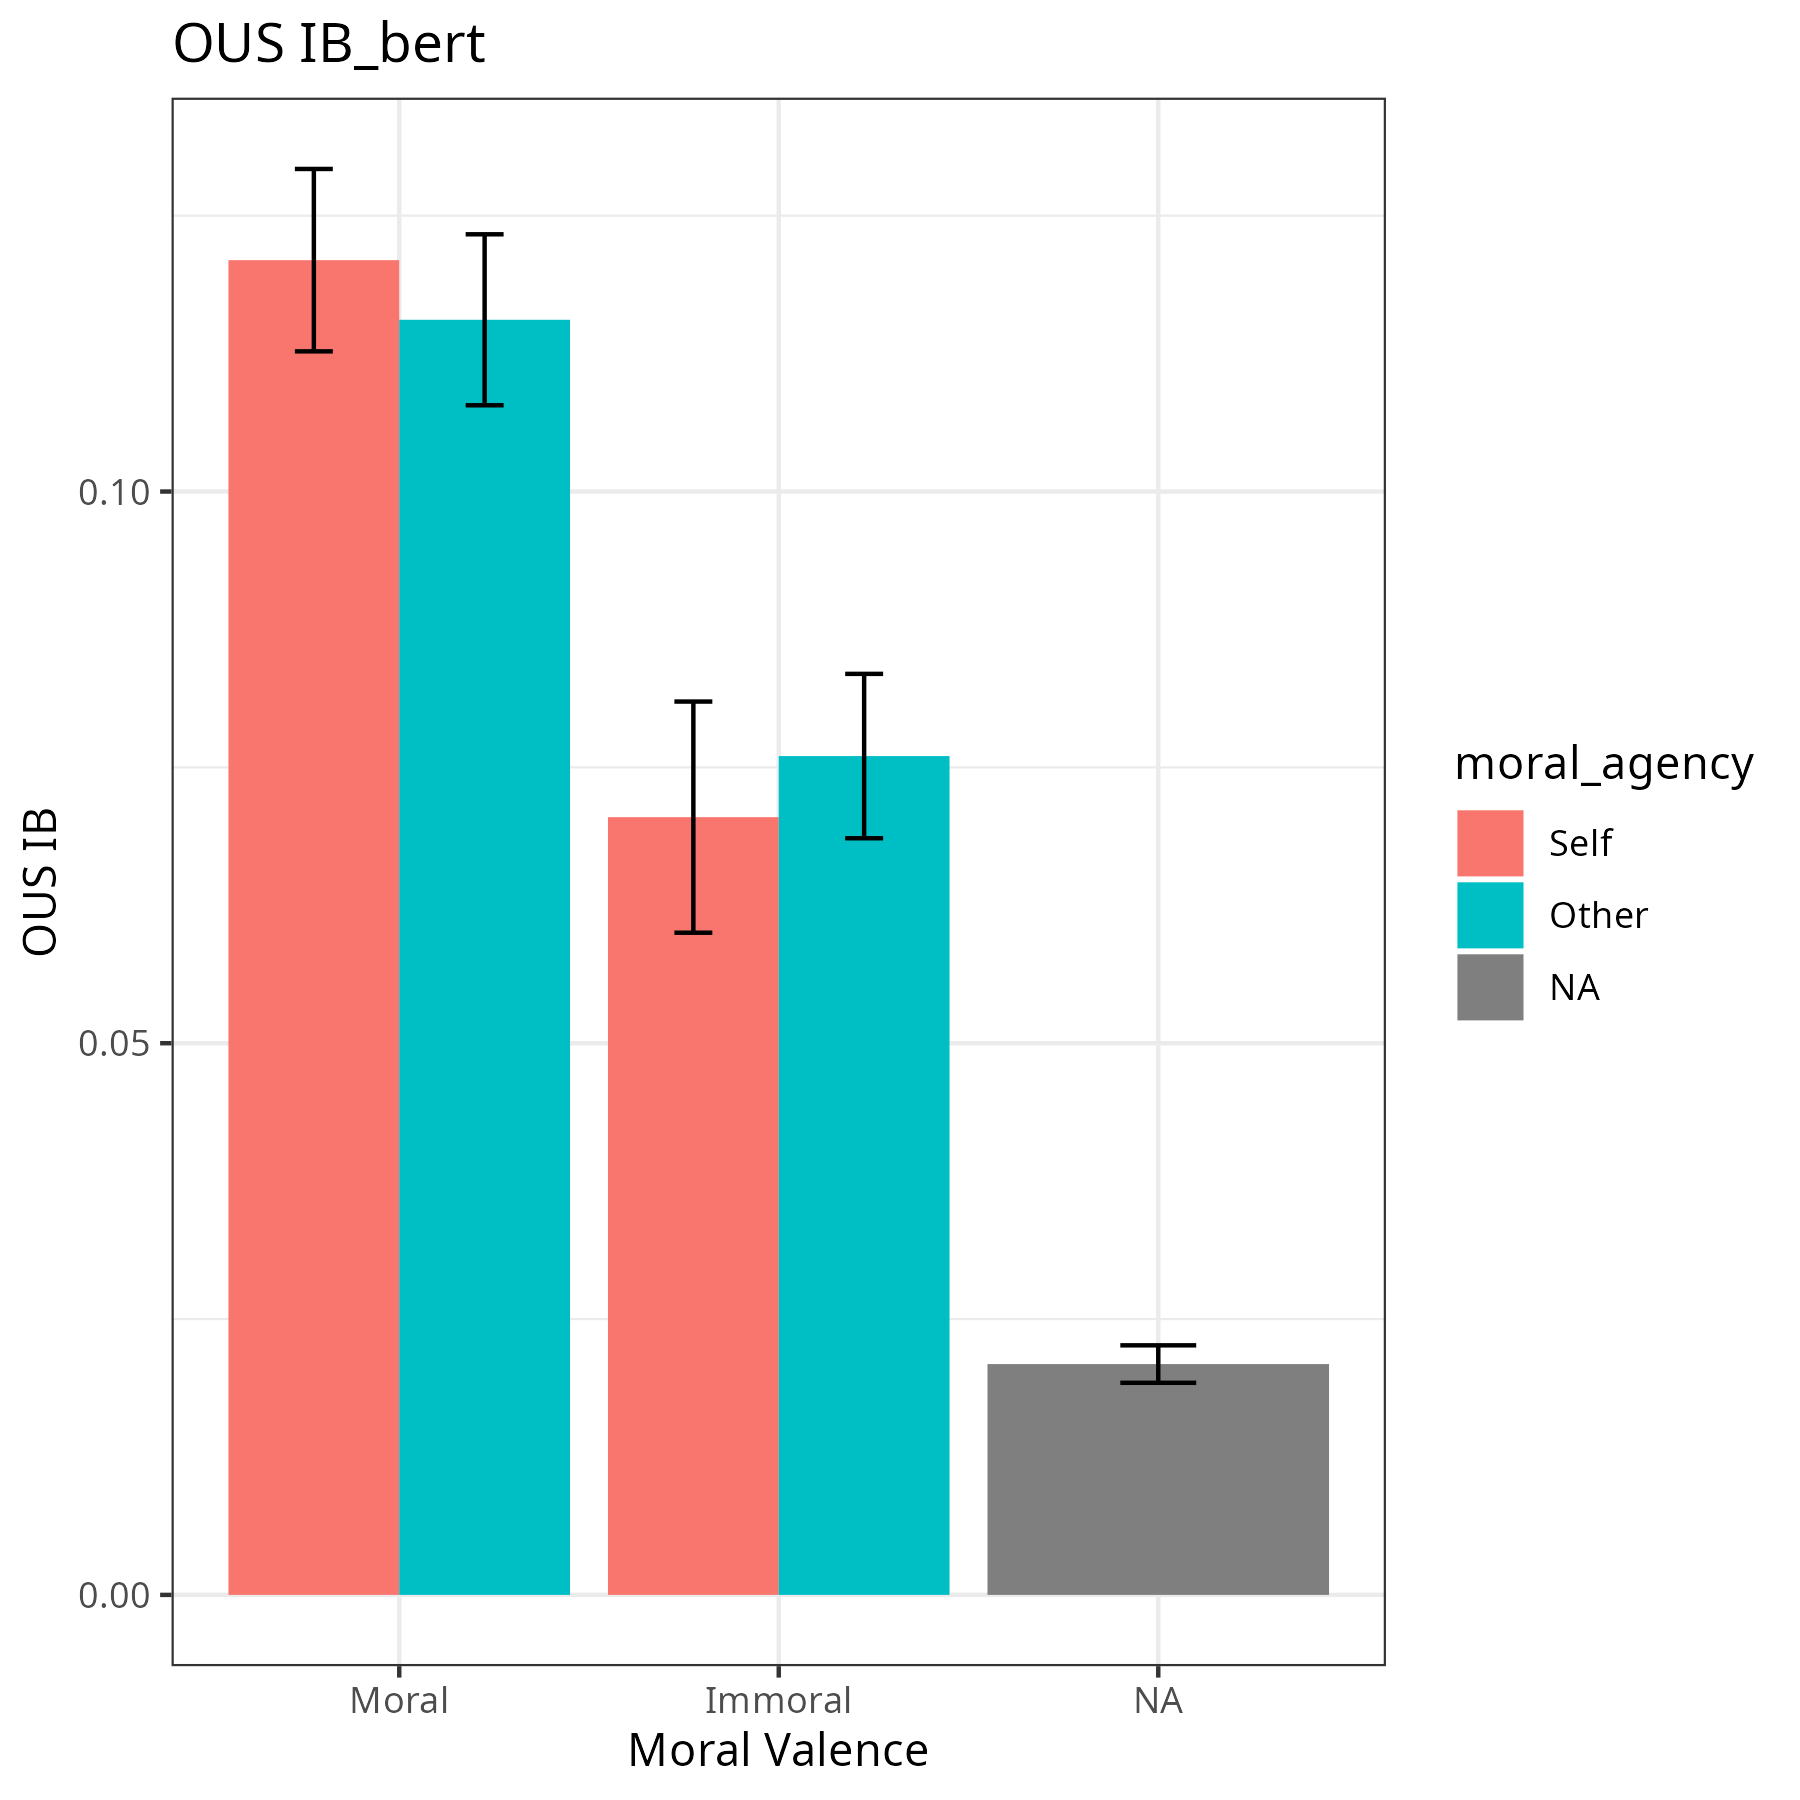 OUS IB_bert
OUS IB
0.10
0.05
0.00
Moral
Immoral
NA
Moral Valence
moral_agency
Self
Other
NA